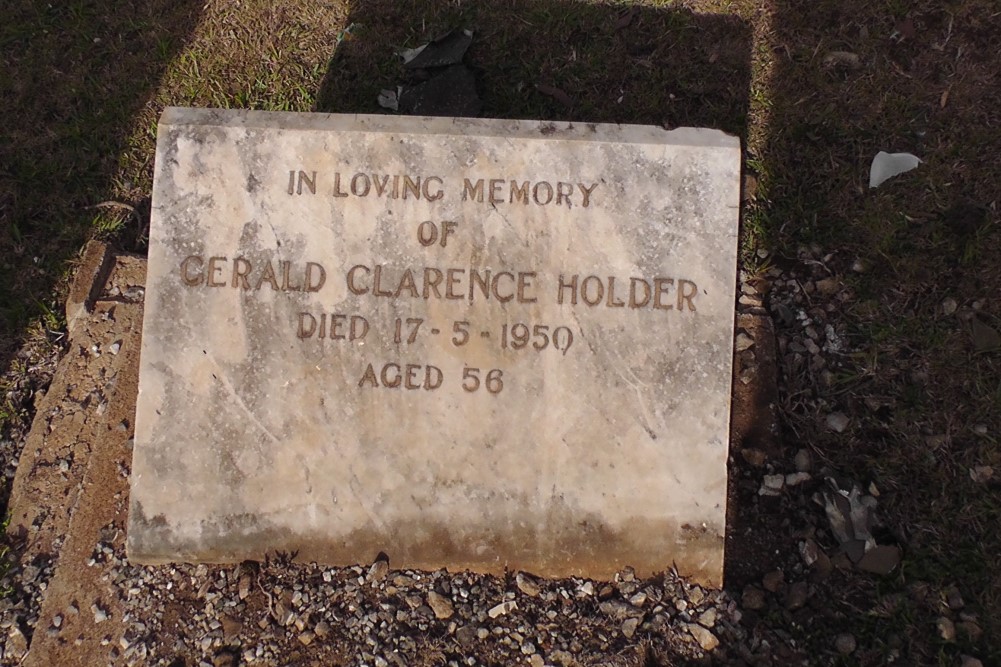 IN LOVING MEMORY
OF
GERALD CLARENCE HOLDER
DIED 17-5-1950
AGED 56